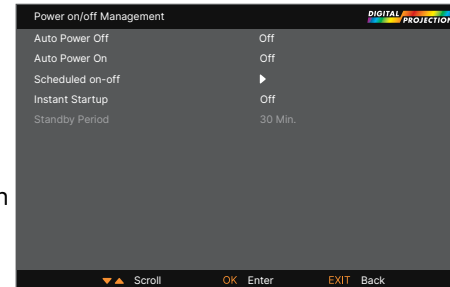 Power on/off Management
DIGITAL PROJECTION
Auto Power Off Off
Auto Power On Off
Scheduled on-off
Instant Startup Off
Standby Period 30 Min.
n
Scroll OK Enter EXIT Back